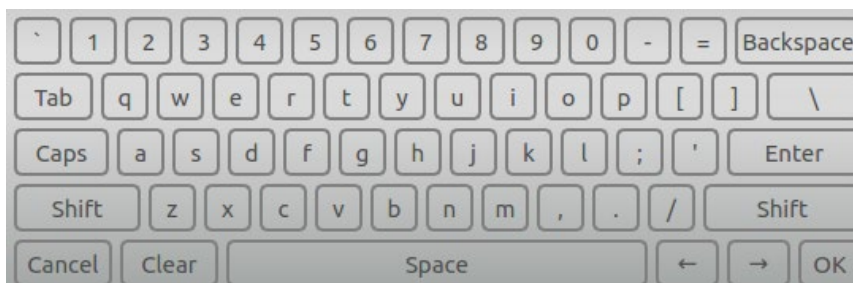 ` 1 2 3 4 5 6 7 8 9 0 - = Backspace
Tab q w e r t y u i o p [ ] \
Caps a s d f g h j k l ; ' Enter
Shift z x c v b n m , . / Shift
Cancel Clear Space ← → OK